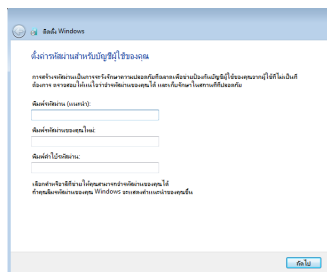 ติดตั้ง Windows
ตั้งค่ารหัสผ่านสำหรับบัญชีผู้ใช้ของคุณ
การสร้างรหัสผ่านเป็นการระวังรักษาความปลอดภัยที่ฉลาดเพื่อช่วยป้องกันบัญชีผู้ใช้ของคุณจากผู้ใช้ที่ไม่เป็นที่
ต้องการ ตรวจสอบให้แน่ใจว่าจำรหัสผ่านของคุณได้ และเก็บรักษาในสถานที่ที่ปลอดภัย
พิมพ์รหัสผ่าน (แนะนำ):
พิมพ์รหัสผ่านของคุณใหม่:
พิมพ์คำใบ้รหัสผ่าน:
เลือกคำหรือวลีที่ช่วยให้คุณสามารถจำรหัสผ่านของคุณได้
ถ้าคุณลืมรหัสผ่านของคุณ Windows จะแสดงคำแนะนำของคุณขึ้น
ถัดไป